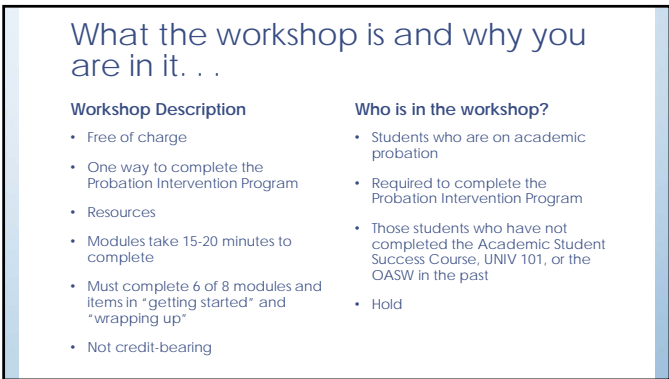 What the workshop is and why you
are in it. . .
Workshop Description
• Free of charge
• One way to complete the
Probation Intervention Program
• Resources
• Modules take 15-20 minutes to
complete
• Must complete 6 of 8 modules and
items in “getting started” and
“wrapping up”
• Not credit-bearing
Who is in the workshop?
• Students who are on academic
probation
• Required to complete the
Probation Intervention Program
• Those students who have not
completed the Academic Student
Success Course, UNIV 101, or the
OASW in the past
• Hold